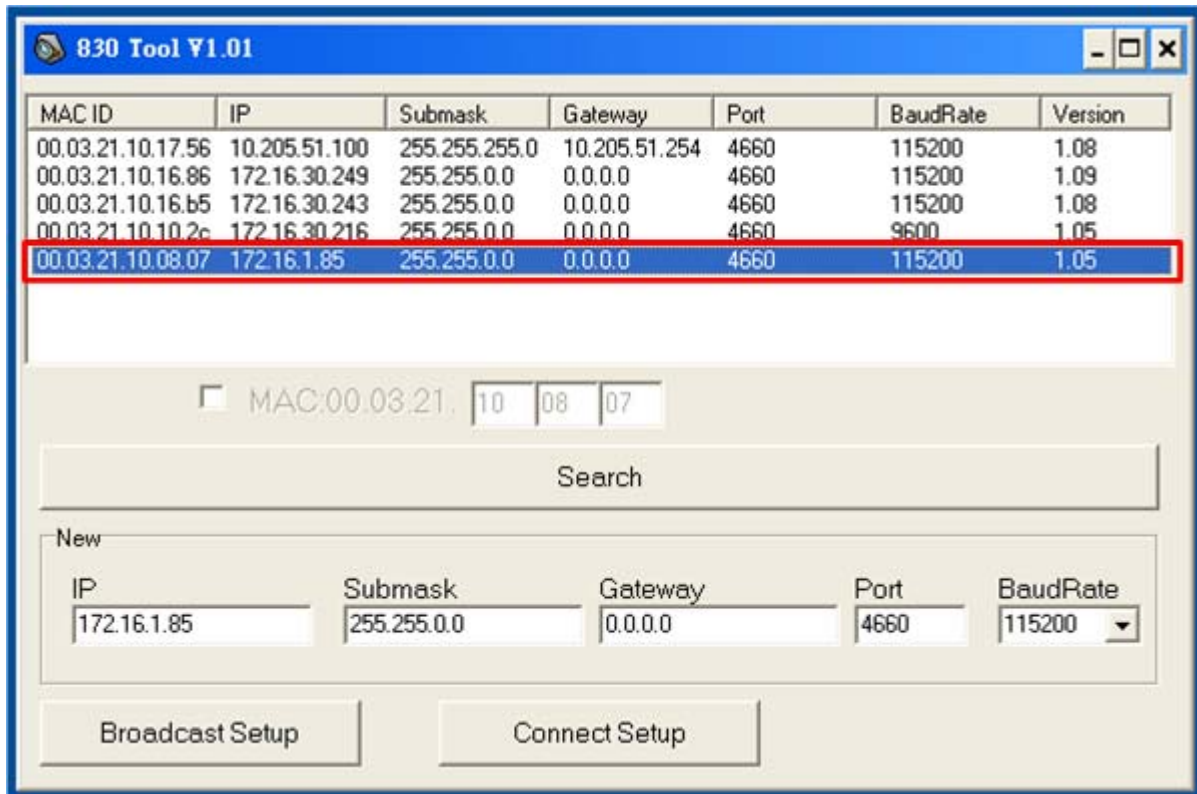 830 Tool V1.01
MAC ID IP Submask Gateway Port BaudRate Version
00.03.21.10.17.56 10.205.51.100 255.255.255.0 10.205.51.254 4660 115200 1.08
00.03.21.10.16.86 172.16.30.249 255.255.0.0 0.0.0.0 4660 115200 1.09
00.03.21.10.16.b5 172.16.30.243 255.255.0.0 0.0.0.0 4660 115200 1.08
00.03.21.10.10.2c 172.16.30.216 255.255.0.0 0.0.0.0 4660 9600 1.05
00.03.21.10.08.07 172.16.1.85 255.255.0.0 0.0.0.0 4660 115200 1.05
MAC:00.03.21. 10 08 07
Search
New
IP Submask Gateway Port BaudRate
172.16.1.85 255.255.0.0 0.0.0.0 4660 115200
Broadcast Setup Connect Setup